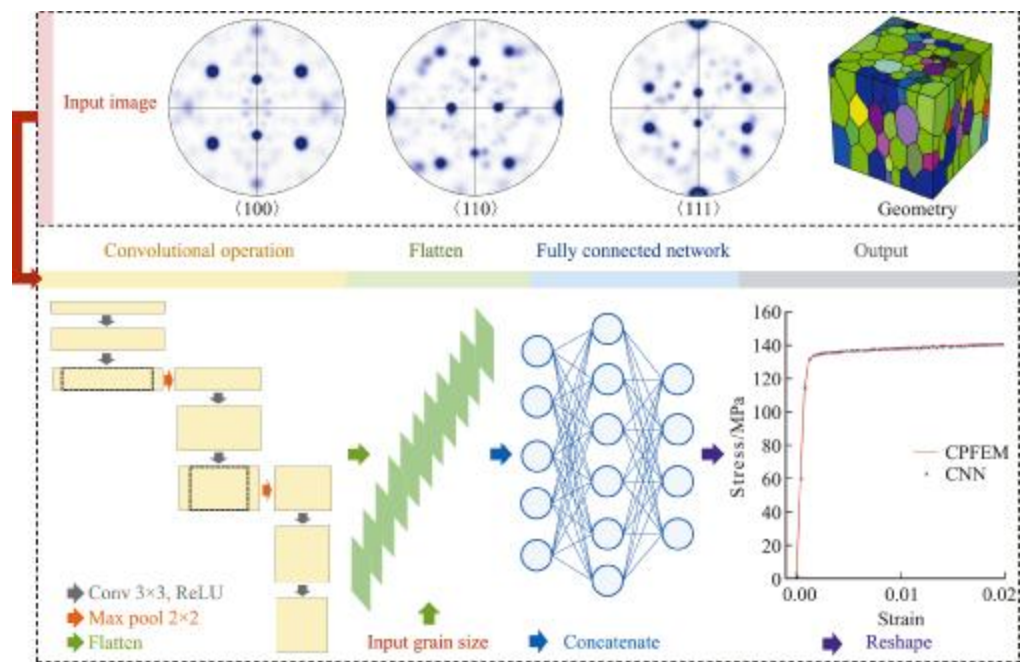 Input image
⟨100⟩
⟨110⟩
⟨111⟩
Geometry
Convolutional operation
Flatten
Fully connected network
Output
160
140
120
100
80
60
40
20
0
Stress/MPa
CPFEM
CNN
0.00
0.01
0.02
Strain
Conv 3×3, ReLU
Max pool 2×2
Flatten
Input grain size
Concatenate
Reshape